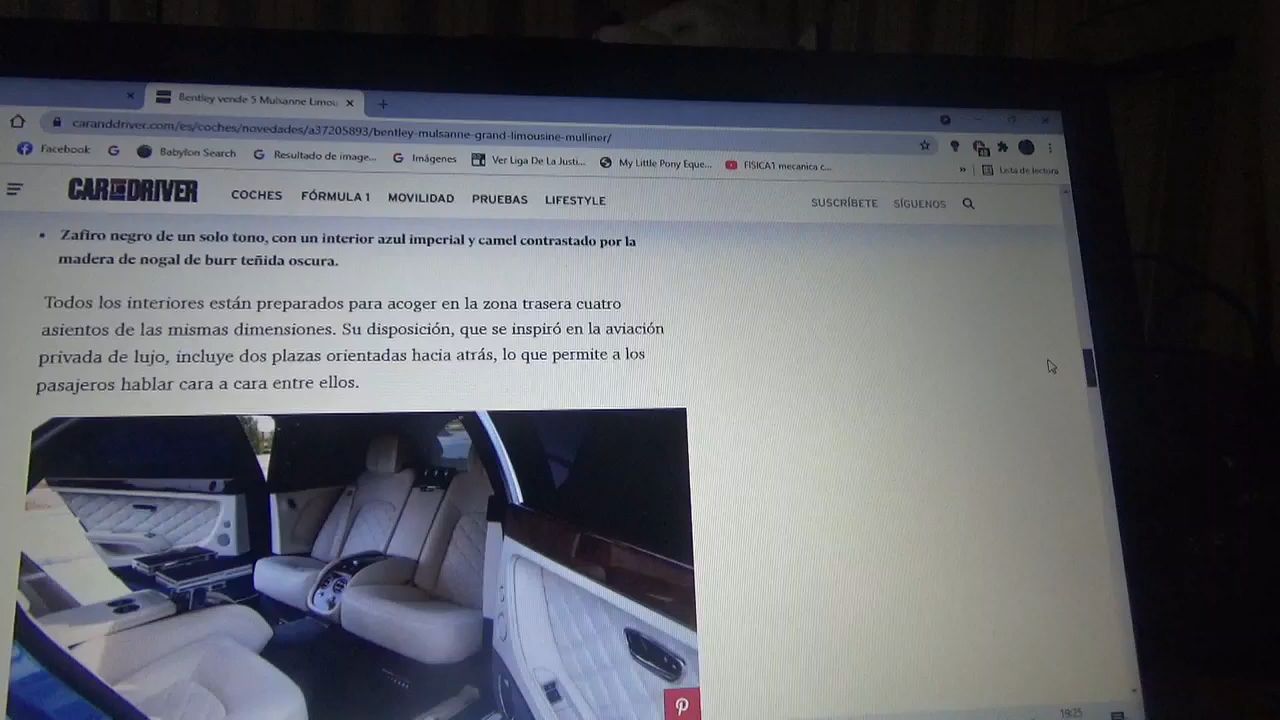 Bentley vende 5 Mulsanne Limou
caranddriver.com/es/coches/novedades/a37205893/bentley-mulsanne-grand-limousine-mulliner/
Facebook Babylon Search Resultado de image... Imágenes Ver Liga De La Justi... My Little Pony Eque... FISICA1 mecanica c... » Lista de lectura
CAR AND DRIVER COCHES FÓRMULA 1 MOVILIDAD PRUEBAS LIFESTYLE SUSCRÍBETE SÍGUENOS
• Zafiro negro de un solo tono, con un interior azul imperial y camel contrastado por la
madera de nogal de burr teñida oscura.
Todos los interiores están preparados para acoger en la zona trasera cuatro
asientos de las mismas dimensiones. Su disposición, que se inspiró en la aviación
privada de lujo, incluye dos plazas orientadas hacia atrás, lo que permite a los
pasajeros hablar cara a cara entre ellos.
19:25